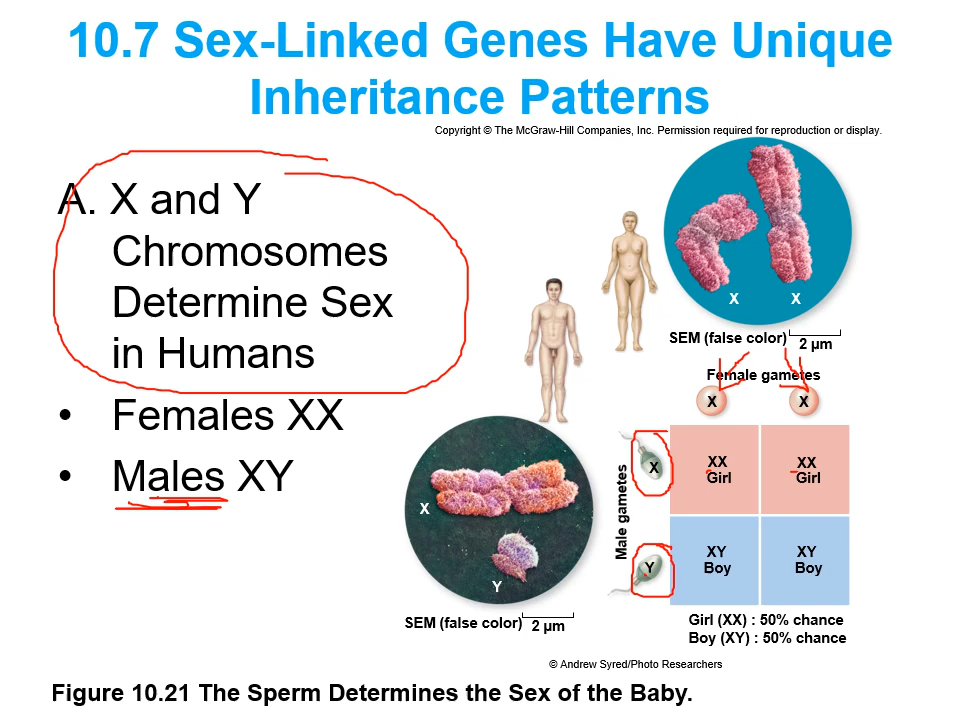 10.7 Sex-Linked Genes Have Unique
Inheritance Patterns
Copyright © The McGraw-Hill Companies, Inc. Permission required for reproduction or display.
A. X and Y
Chromosomes
Determine Sex
in Humans
• Females XX
• Males XY
X X
SEM (false color) 2 µm
Female gametes
X X
Male gametes
X
XX
Girl
XX
Girl
Y
XY
Boy
XY
Boy
Girl (XX) : 50% chance
Boy (XY) : 50% chance
X
Y
SEM (false color) 2 µm
© Andrew Syred/Photo Researchers
Figure 10.21 The Sperm Determines the Sex of the Baby.